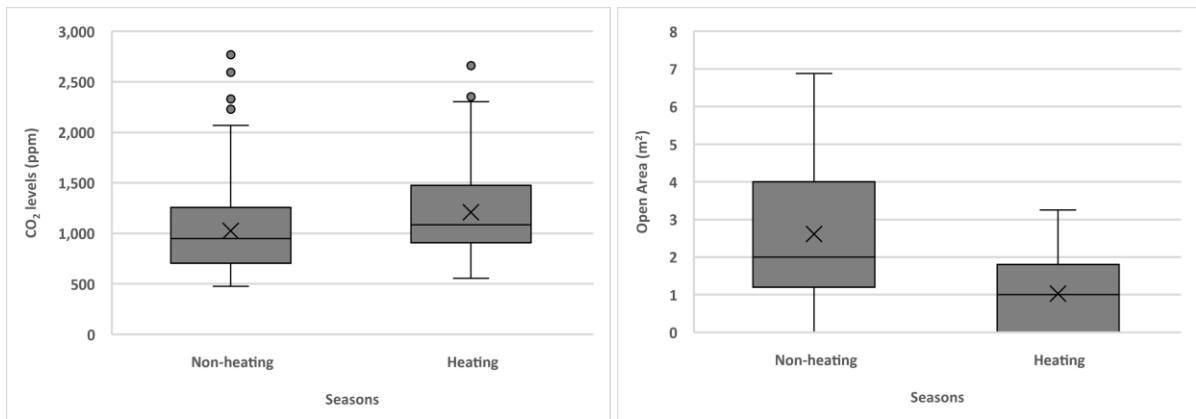 3,000
2,500
2,000
1,500
1,000
500
0
CO₂ levels (ppm)
Non-heating
Heating
Seasons
8
7
6
5
4
3
2
1
0
Open Area (m²)
Non-heating
Heating
Seasons